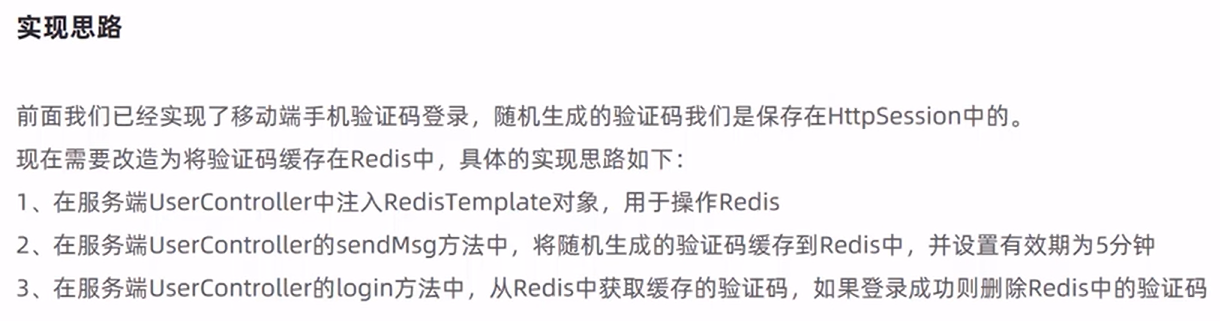 实现思路
前面我们已经实现了移动端手机验证码登录，随机生成的验证码我们是保存在HttpSession中的。
现在需要改造为将验证码缓存在Redis中，具体的实现思路如下：
1、在服务端UserController中注入RedisTemplate对象，用于操作Redis
2、在服务端UserController的sendMsg方法中，将随机生成的验证码缓存到Redis中，并设置有效期为5分钟
3、在服务端UserController的login方法中，从Redis中获取缓存的验证码，如果登录成功则删除Redis中的验证码